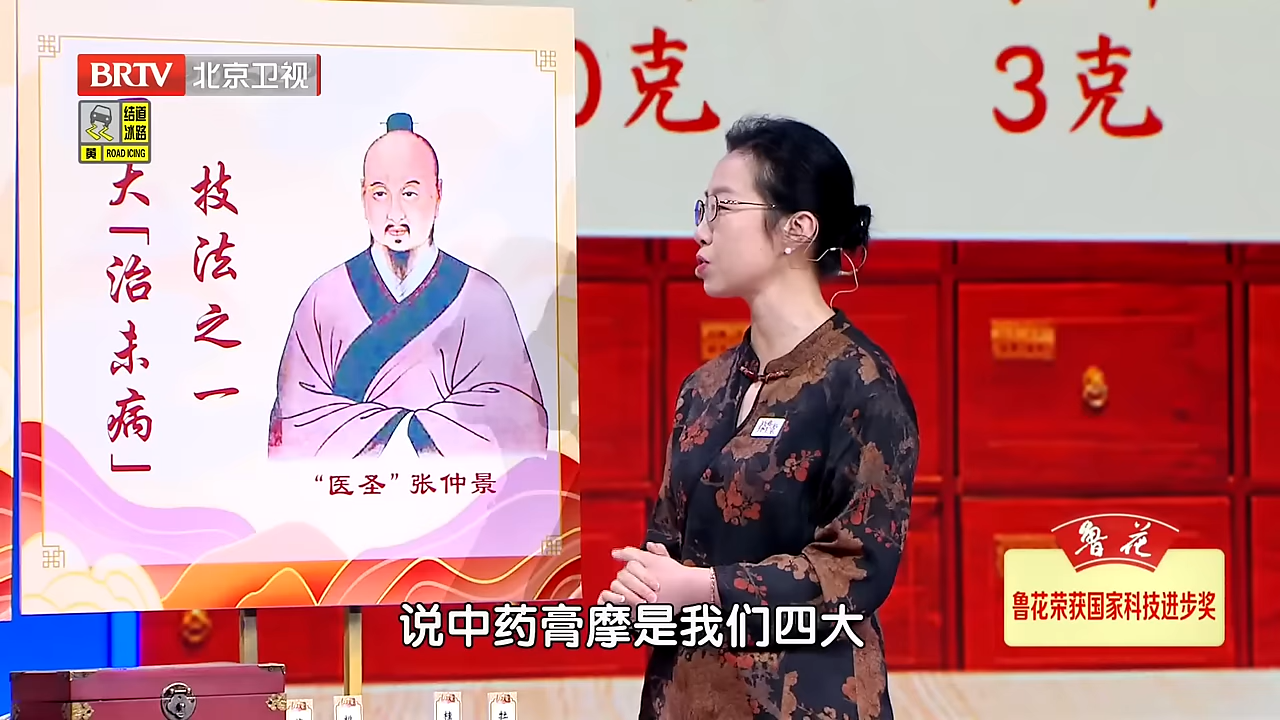 BRTV 北京卫视
道路
结冰
黄 ROAD ICING
大「治未病」
技法之一
“医圣”张仲景
0克
3克
鲁花
鲁花荣获国家科技进步奖
说中药膏摩是我们四大